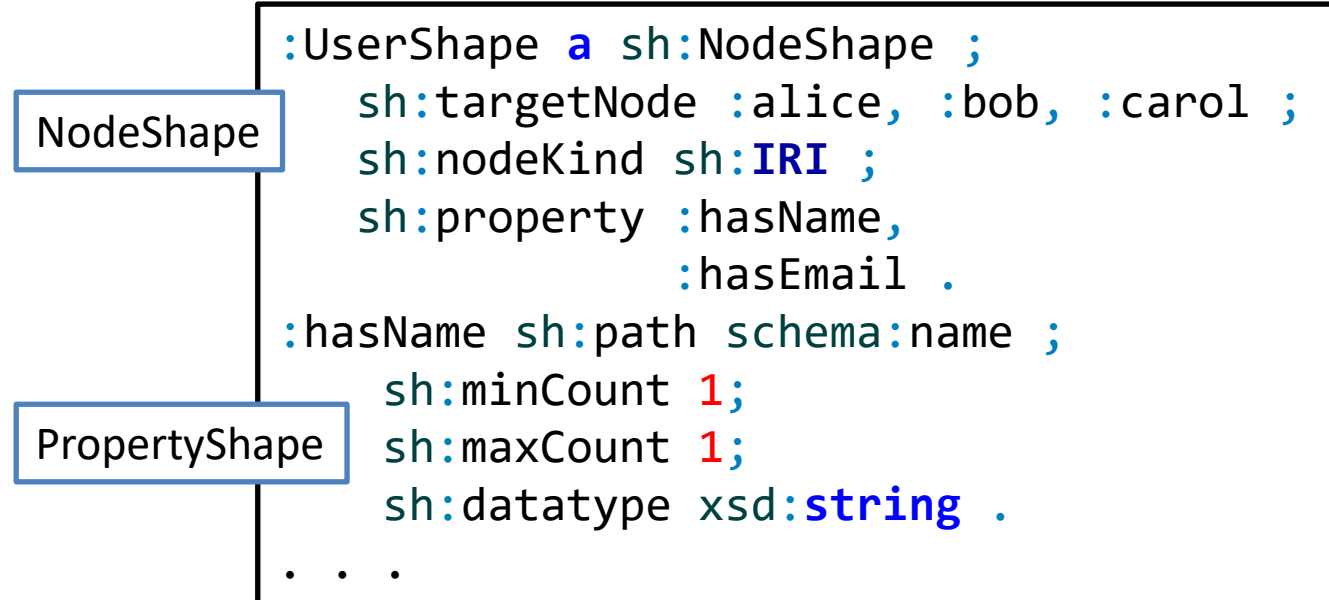 :UserShape a sh:NodeShape ;
sh:targetNode :alice, :bob, :carol ;
NodeShape
sh:nodeKind sh:IRI ;
sh:property :hasName,
:hasEmail .
:hasName sh:path schema:name ;
sh:minCount 1;
PropertyShape
sh:maxCount 1;
sh:datatype xsd:string .
. . .